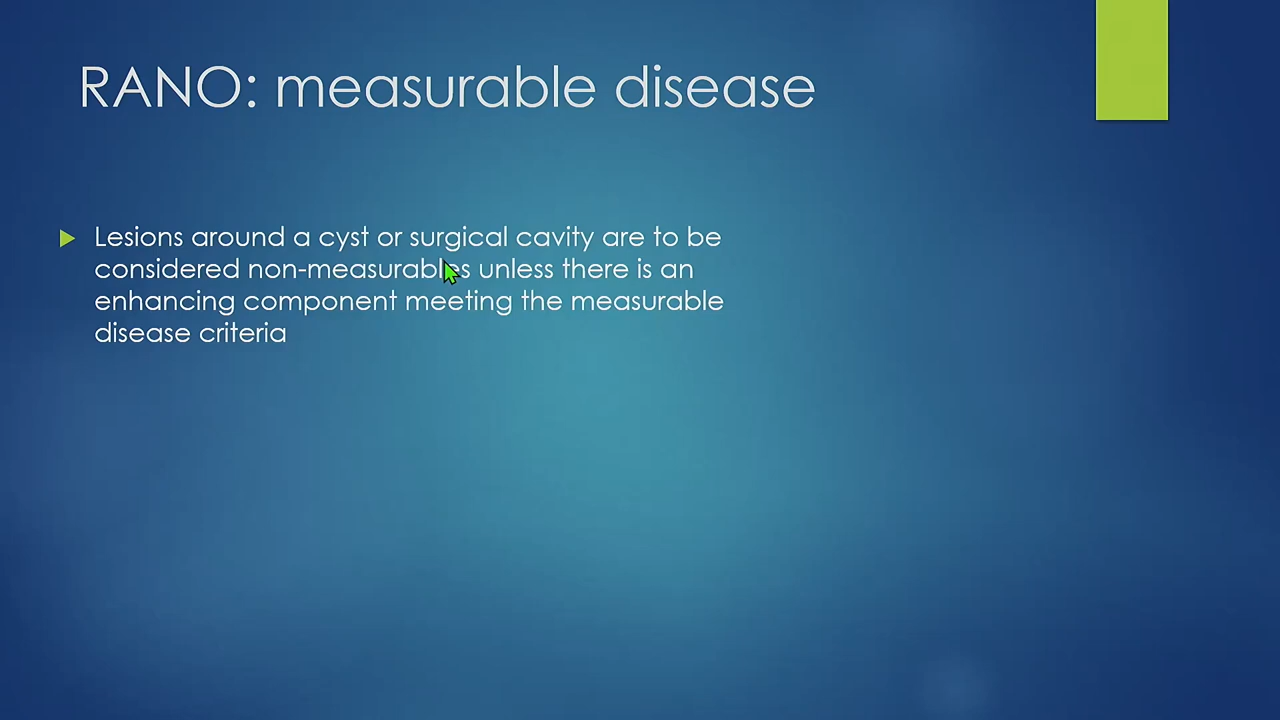 RANO: measurable disease
Lesions around a cyst or surgical cavity are to be
considered non-measurables unless there is an
enhancing component meeting the measurable
disease criteria